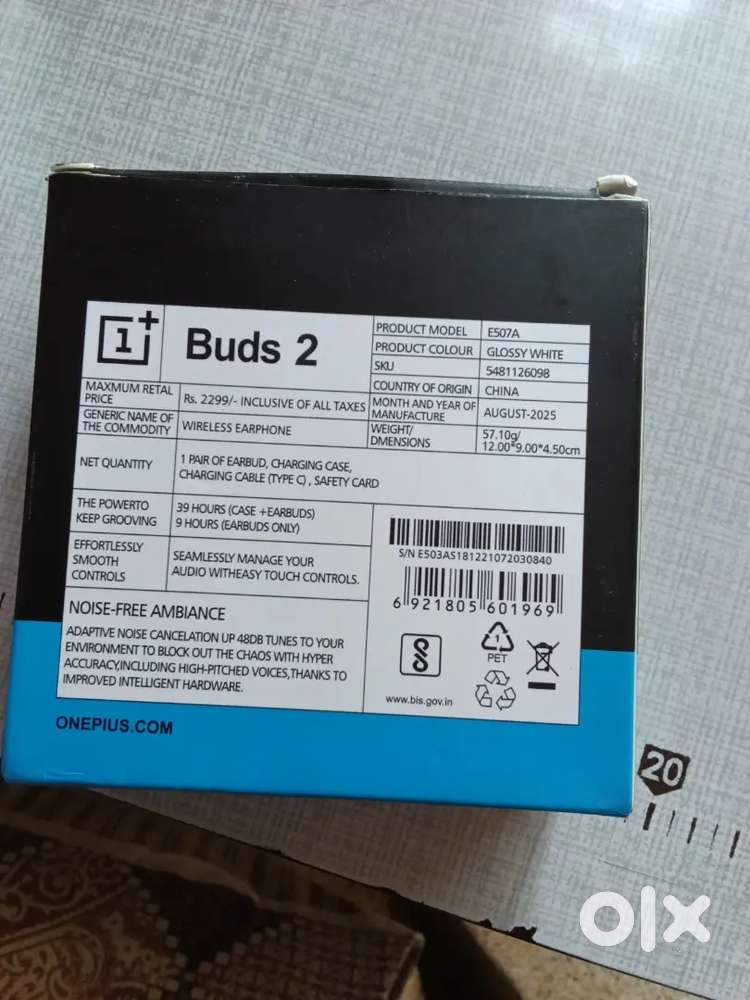 1+
Buds 2
PRODUCT MODEL E507A
PRODUCT COLOUR GLOSSY WHITE
SKU 5481126098
COUNTRY OF ORIGIN CHINA
MONTH AND YEAR OF
MANUFACTURE AUGUST-2025
WEIGHT/
DMENSIONS
57.10g/
12.00*9.00*4.50cm
MAXMUM RETAL
PRICE
Rs. 2299/- INCLUSIVE OF ALL TAXES
GENERIC NAME OF
THE COMMODITY
WIRELESS EARPHONE
NET QUANTITY
1 PAIR OF EARBUD, CHARGING CASE,
CHARGING CABLE (TYPE C) , SAFETY CARD
THE POWERTO
KEEP GROOVING
39 HOURS (CASE +EARBUDS)
9 HOURS (EARBUDS ONLY)
EFFORTLESSLY
SMOOTH
CONTROLS
SEAMLESSLY MANAGE YOUR
AUDIO WITHEASY TOUCH CONTROLS.
NOISE-FREE AMBIANCE
ADAPTIVE NOISE CANCELATION UP 48DB TUNES TO YOUR
ENVIRONMENT TO BLOCK OUT THE CHAOS WITH HYPER
ACCURACY,INCLUDING HIGH-PITCHED VOICES,THANKS TO
IMPROVED INTELLIGENT HARDWARE.
S/N E503AS181221072030840
6 921805 601969
1
PET
www.bis.gov.in
ONEPIUS.COM
20
olx